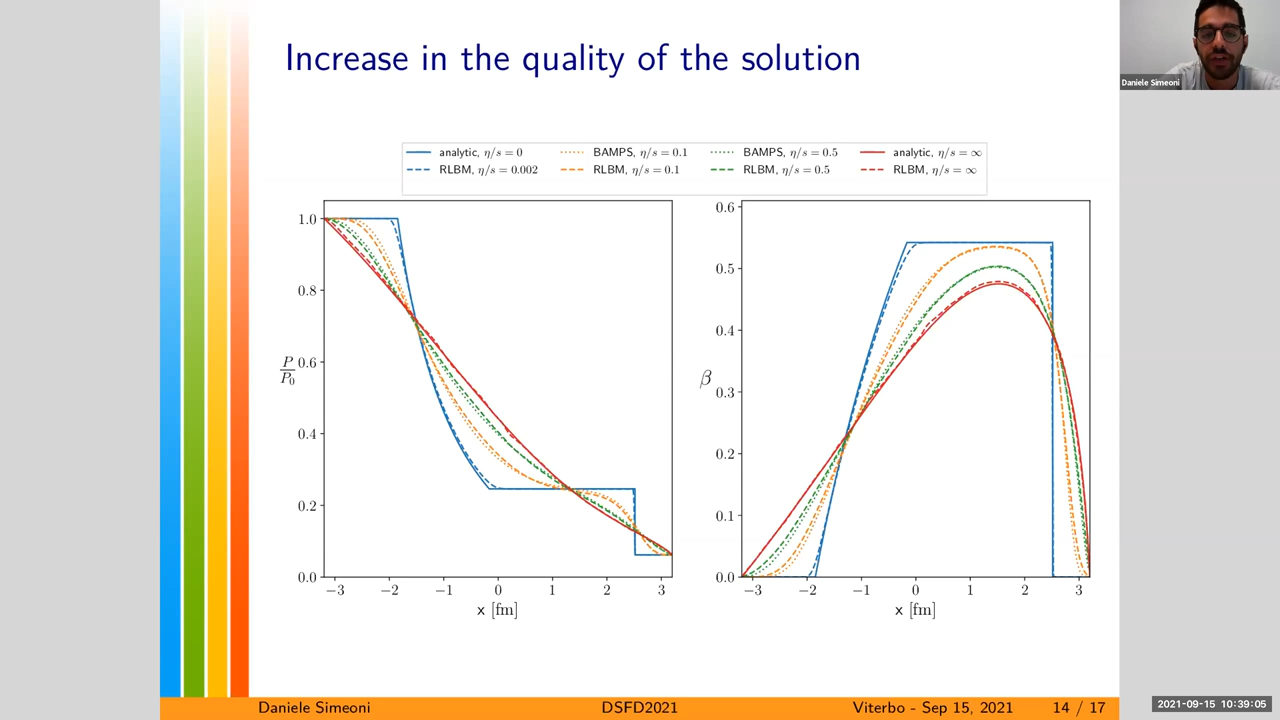 Increase in the quality of the solution
Daniele Simeoni
analytic, η/s = 0 BAMPS, η/s = 0.1 BAMPS, η/s = 0.5 analytic, η/s = ∞
RLBM, η/s = 0.002 RLBM, η/s = 0.1 RLBM, η/s = 0.5 RLBM, η/s = ∞
1.0
0.8
0.6
0.4
0.2
0.0
P/P₀
−3 −2 −1 0 1 2 3
x [fm]
0.6
0.5
0.4
0.3
0.2
0.1
0.0
β
−3 −2 −1 0 1 2 3
x [fm]
Daniele Simeoni DSFD2021 Viterbo - Sep 15, 2021 14 / 17
2021-09-15 10:39:05